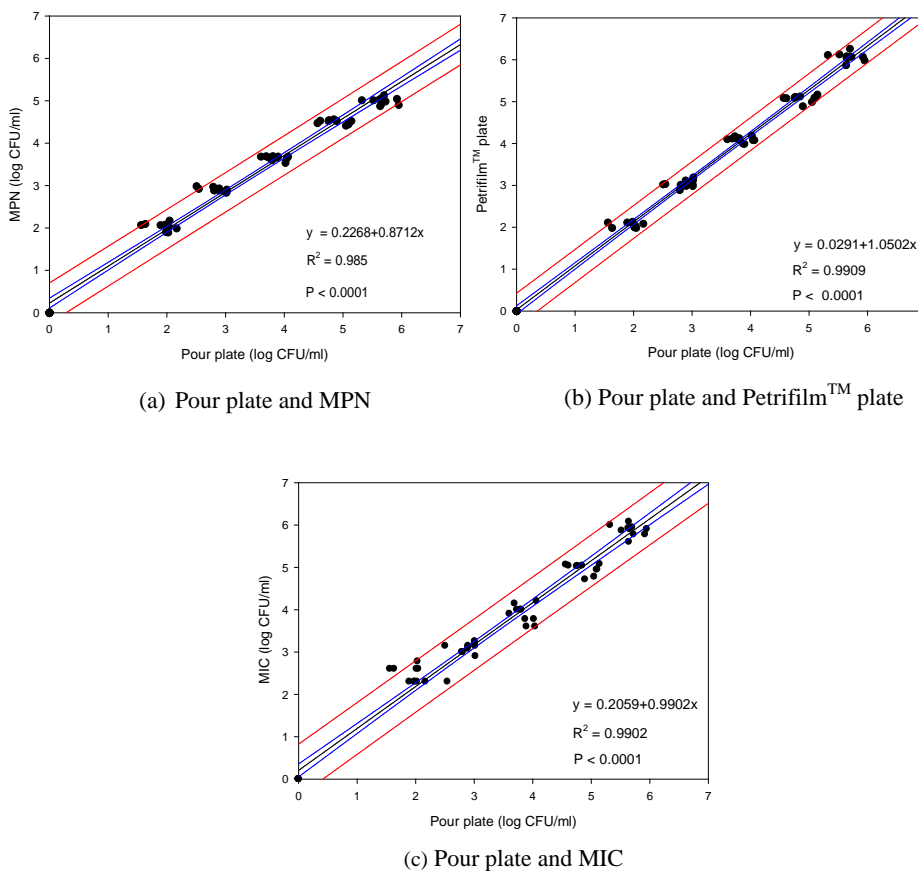 7
6
5
4
3
2
1
0
MPN (log CFU/ml)
y = 0.2268+0.8712x
R² = 0.985
P < 0.0001
0 1 2 3 4 5 6 7
Pour plate (log CFU/ml)
(a) Pour plate and MPN
7
6
5
4
3
2
1
0
Petrifilm™ plate
y = 0.0291+1.0502x
R² = 0.9909
P < 0.0001
0 1 2 3 4 5 6
Pour plate (log CFU/ml)
(b) Pour plate and Petrifilm™ plate
7
6
5
4
3
2
1
0
MIC (log CFU/ml)
y = 0.2059+0.9902x
R² = 0.9902
P < 0.0001
0 1 2 3 4 5 6 7
Pour plate (log CFU/ml)
(c) Pour plate and MIC